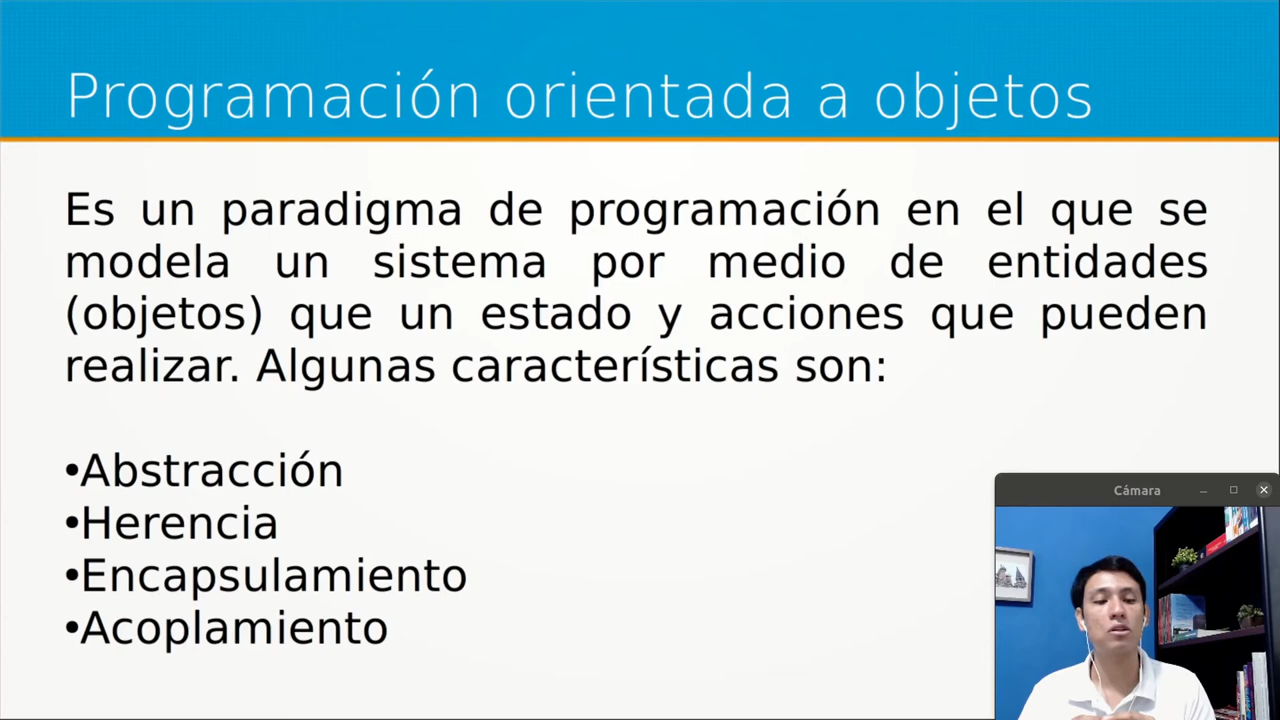 Programación orientada a objetos
Es un paradigma de programación en el que se
modela un sistema por medio de entidades
(objetos) que un estado y acciones que pueden
realizar. Algunas características son:
•Abstracción
•Herencia
•Encapsulamiento
•Acoplamiento
Cámara